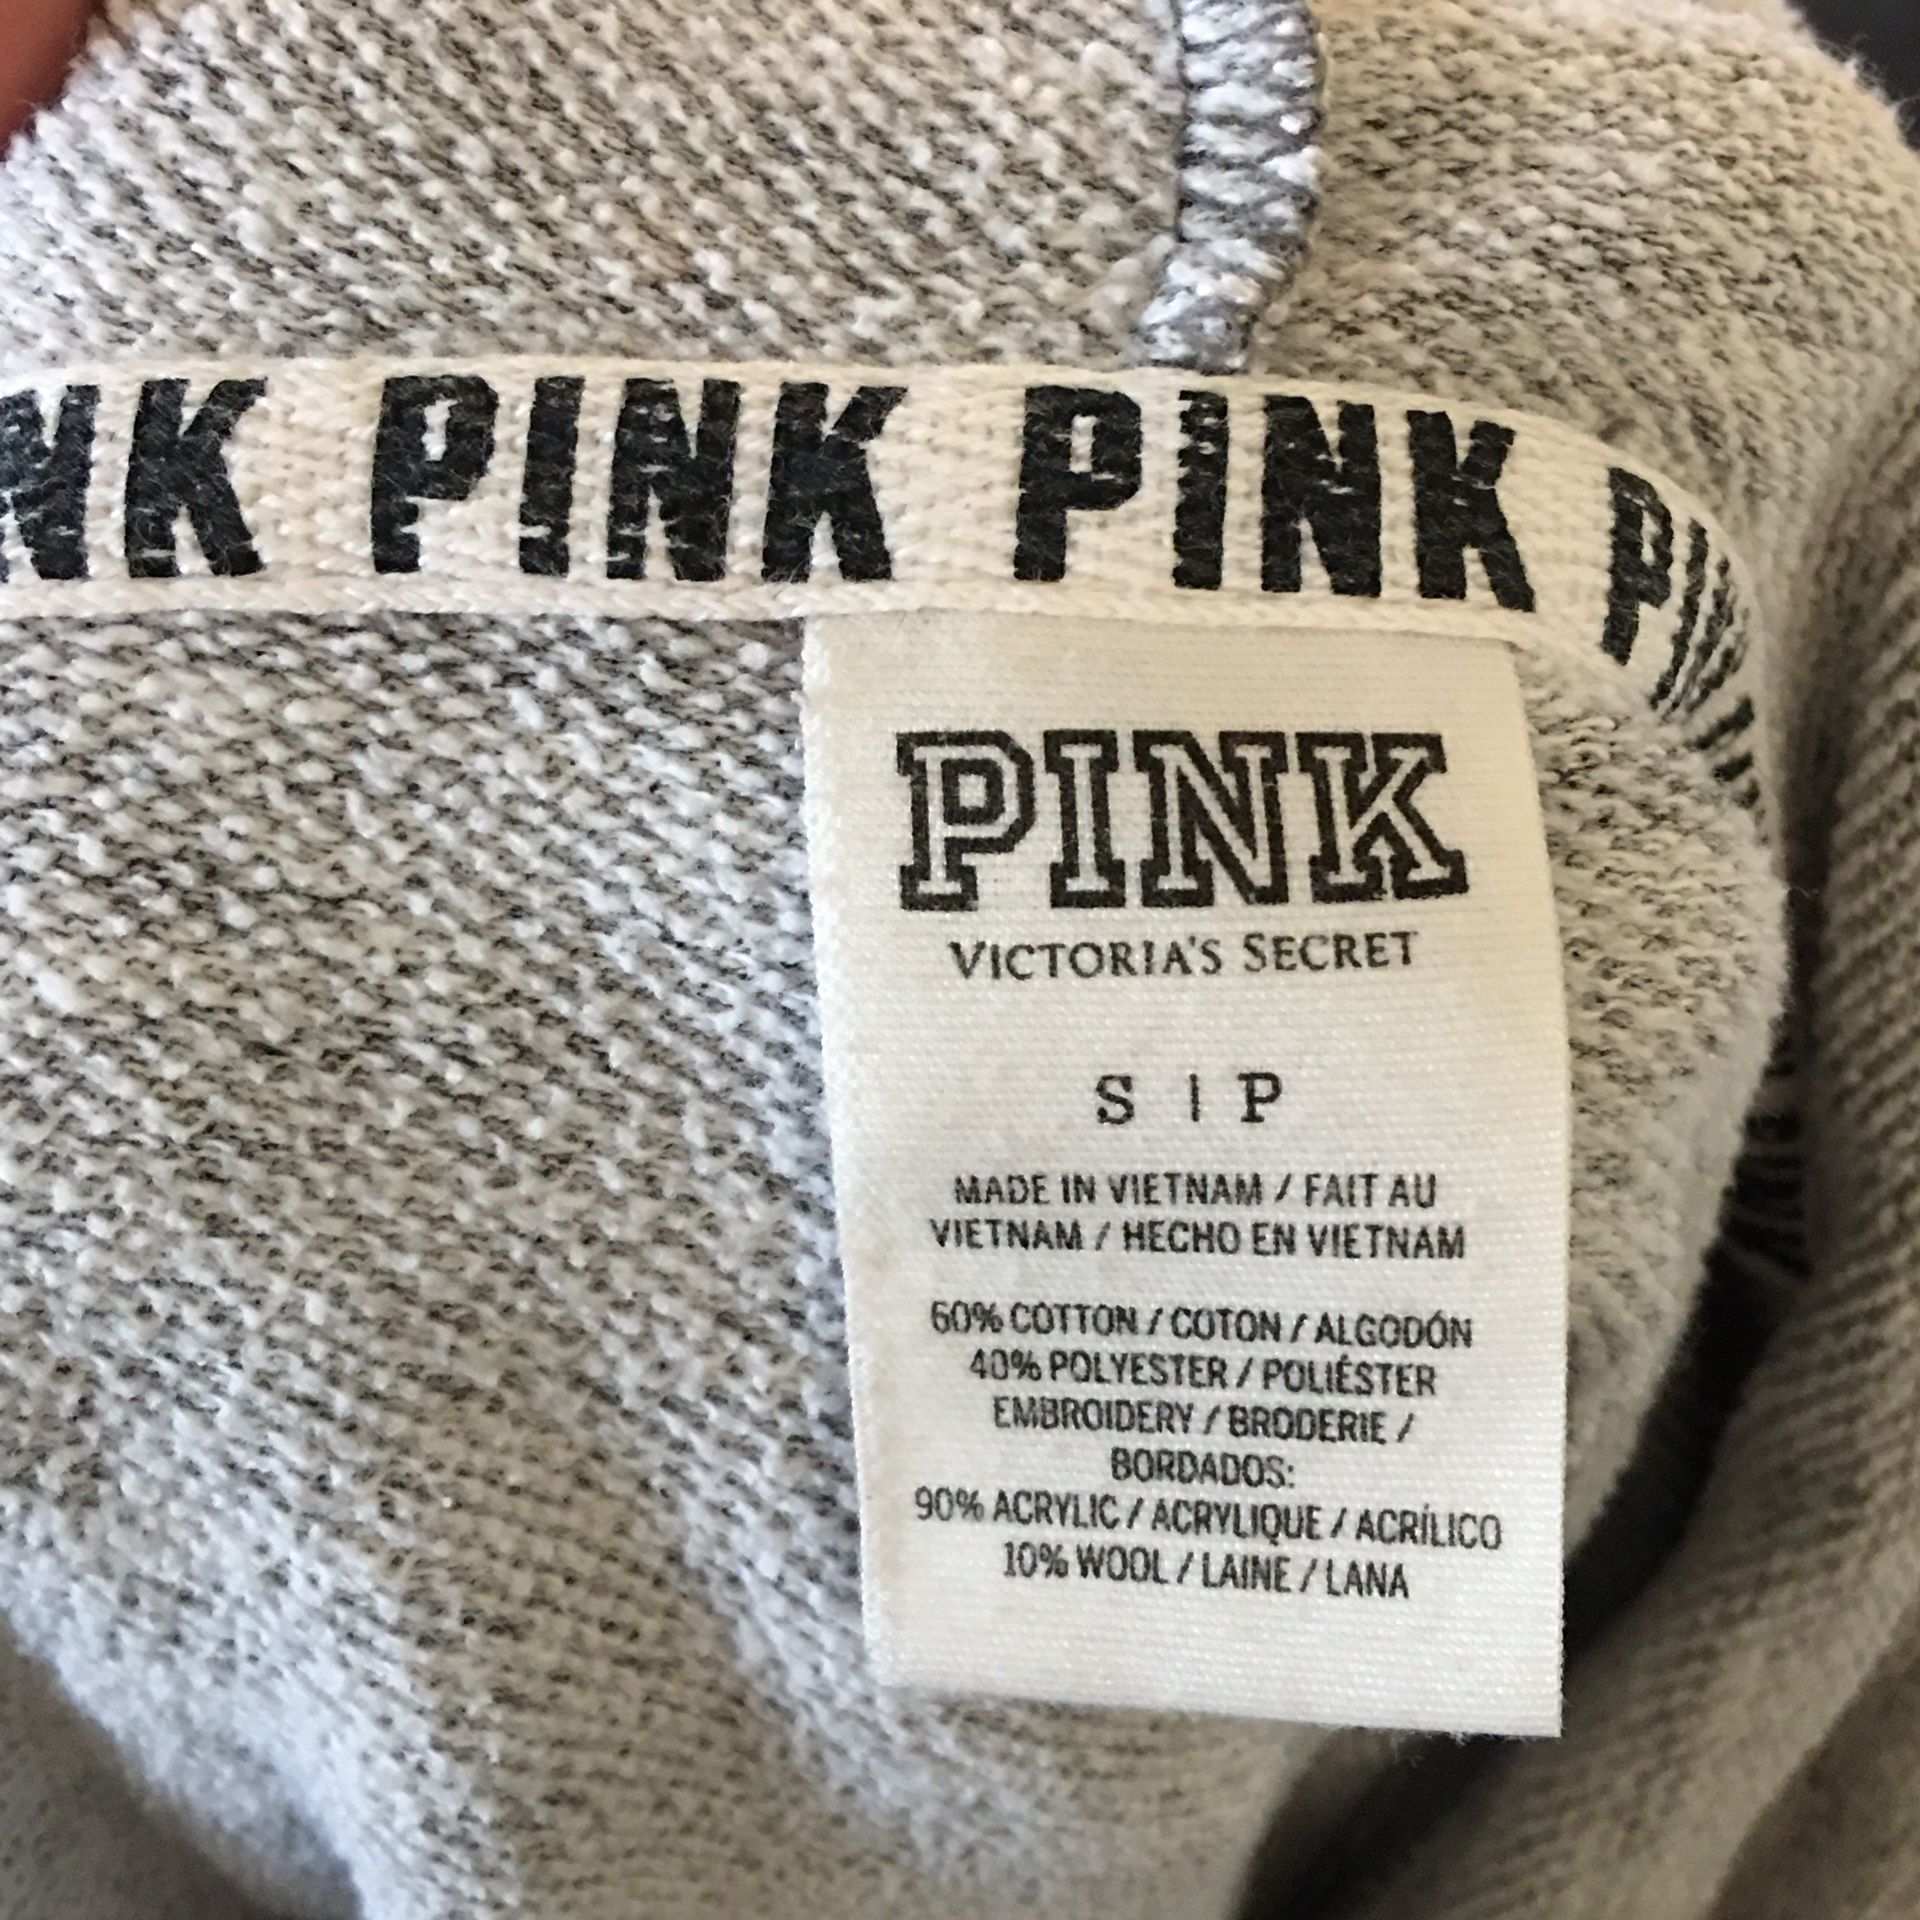 NK PINK PINK PINK
PINK
VICTORIA'S SECRET
S | P
MADE IN VIETNAM / FAIT AU
VIETNAM / HECHO EN VIETNAM
60% COTTON / COTON / ALGODÓN
40% POLYESTER / POLIÉSTER
EMBROIDERY / BRODERIE /
BORDADOS:
90% ACRYLIC / ACRYLIQUE / ACRÍLICO
10% WOOL / LAINE / LANA